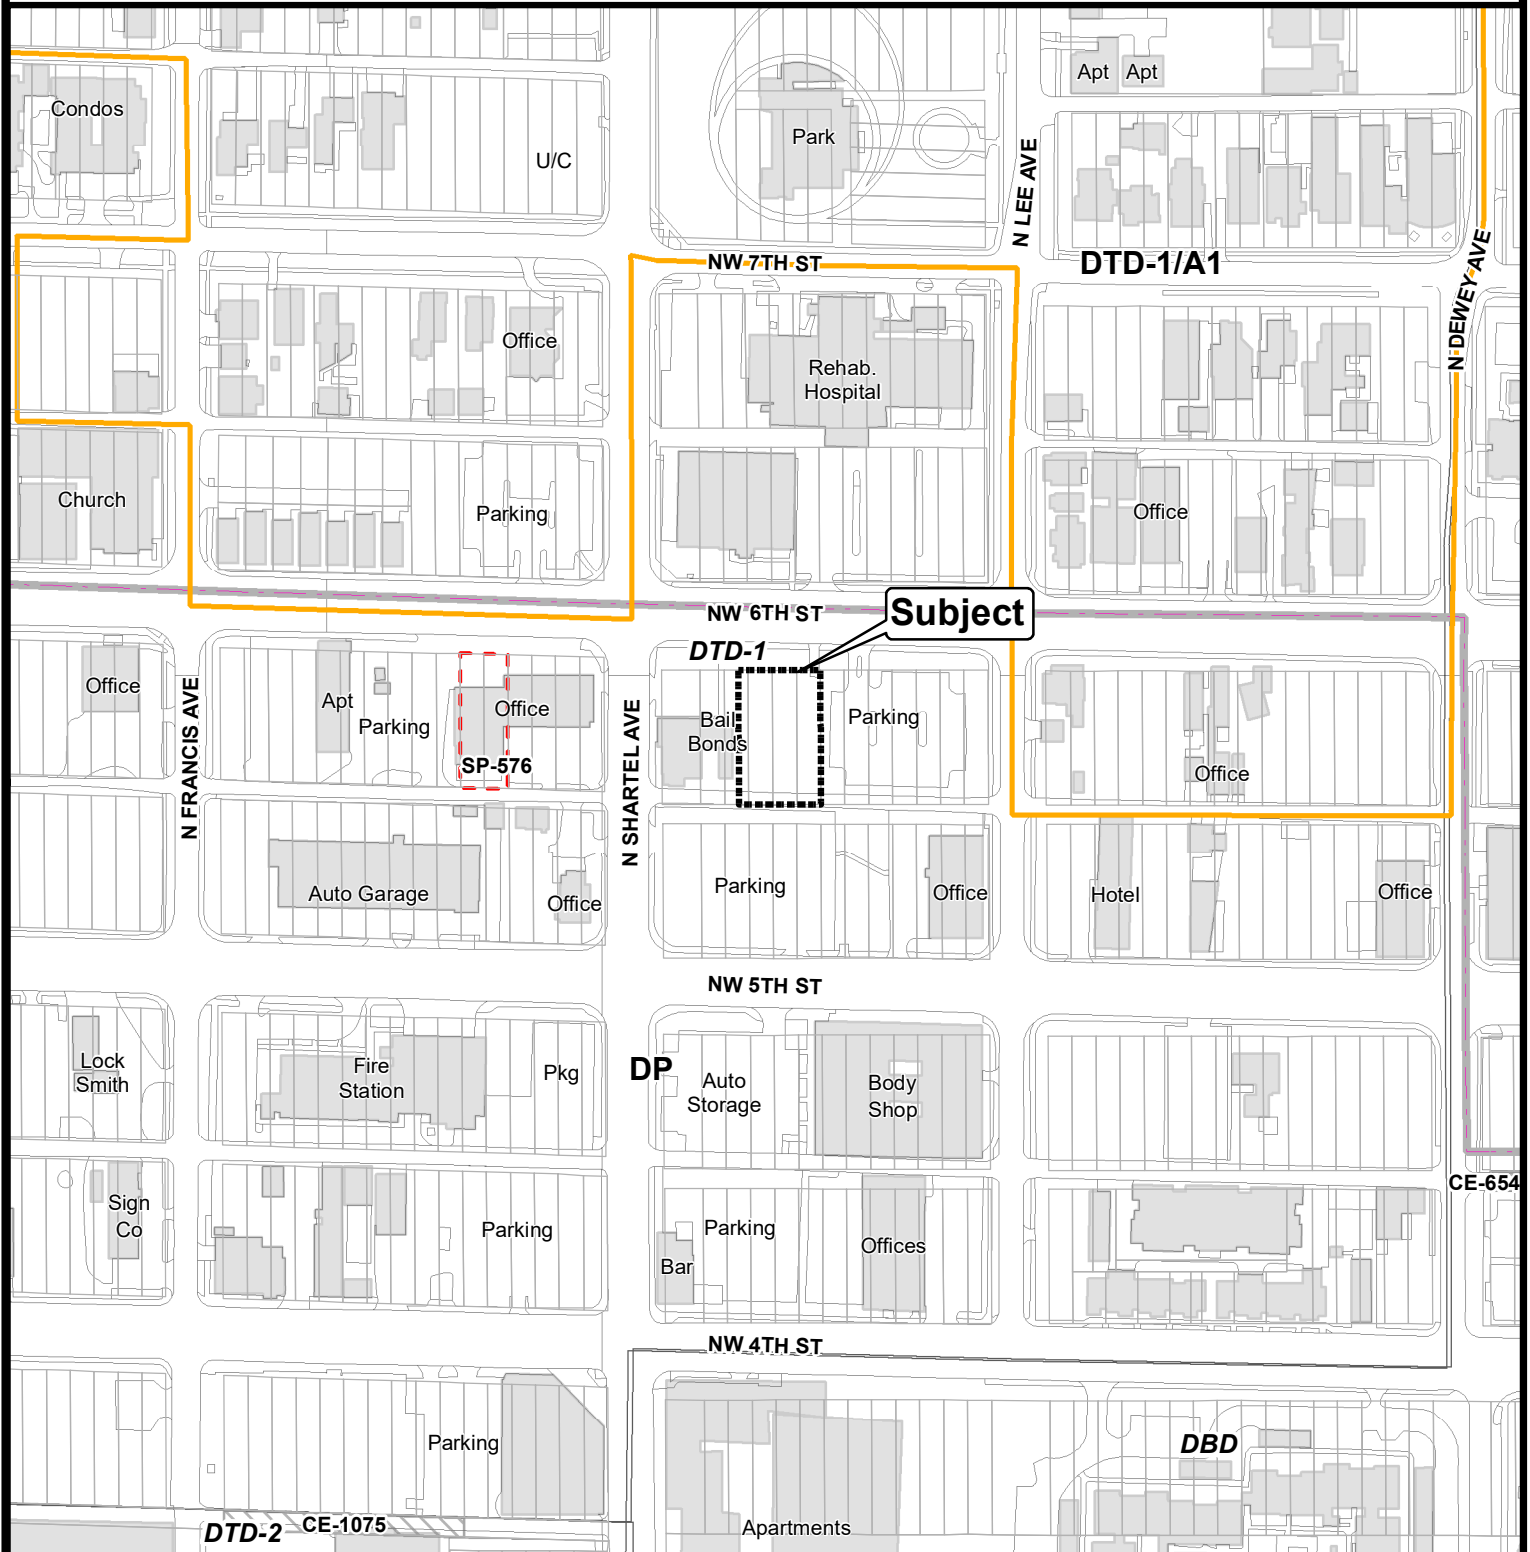 Apt Apt
Condos
Park
U/C
N LEE AVE
NW 7TH ST
DTD-1/A1
N DEWEY AVE
Office
Rehab.
Hospital
Church
Parking
Office
NW 6TH ST
Subject
DTD-1
Office
Apt
Parking
Office
SP-576
N FRANCIS AVE
N SHARTEL AVE
Bail
Bonds
Parking
Office
Auto Garage
Office
Parking
Office
Hotel
Office
NW 5TH ST
Lock
Smith
Fire
Station
Pkg
DP
Auto
Storage
Body
Shop
CE-654
Sign
Co
Parking
Parking
Bar
Offices
NW 4TH ST
Parking
DBD
DTD-2
CE-1075
Apartments